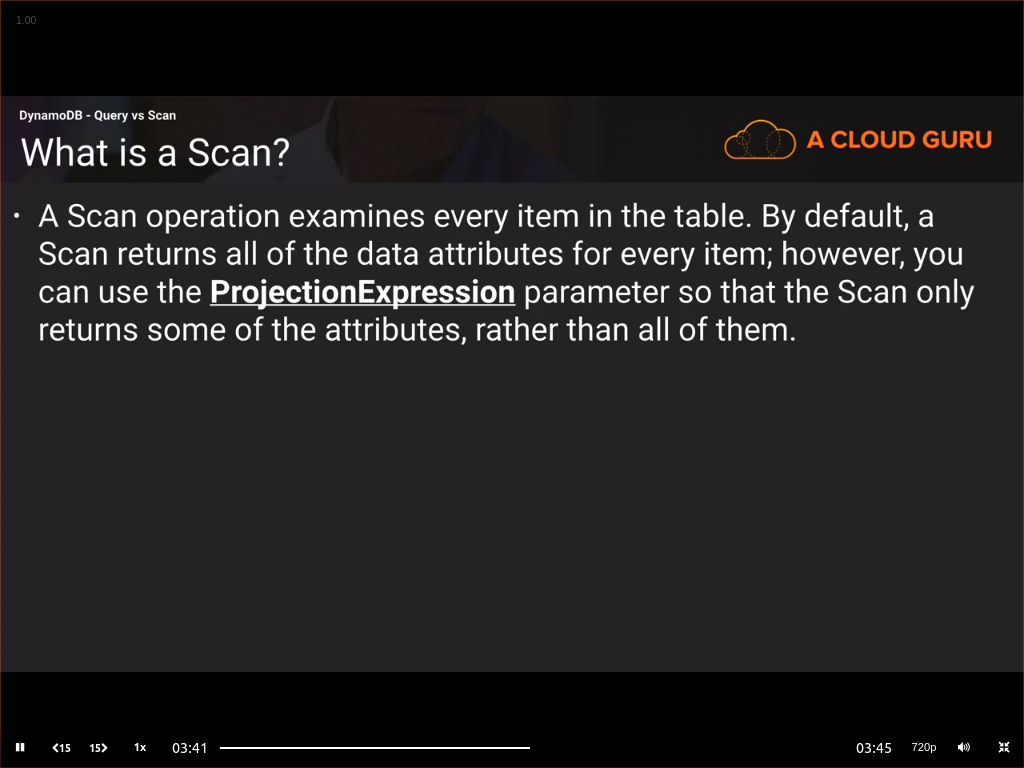 1.00
DynamoDB - Query vs Scan
What is a Scan?
A CLOUD GURU
• A Scan operation examines every item in the table. By default, a
Scan returns all of the data attributes for every item; however, you
can use the ProjectionExpression parameter so that the Scan only
returns some of the attributes, rather than all of them.
15 15 1x 03:41 03:45 720p